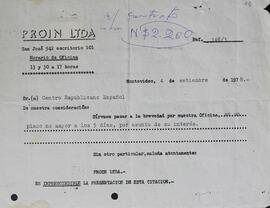 PROIN LTDA
San José 942 escritorio 101
Horario de Oficina
13 y 30 a 17 horas
N$ 2.200
Ref.
Montevideo, 4 de setiembre de 1978.-
Sr.(a) Centro Republicano Español
De nuestra consideración:
Sírvase pasar a la brevedad por nuestra Oficina,
plazo no mayor a los 5 días, por asunto de su interés.
Sin otro particular, saluda atentamente:
PROIN LTDA.-
ES IMPRESCINDIBLE LA PRESENTACION DE ESTA CITACION.-